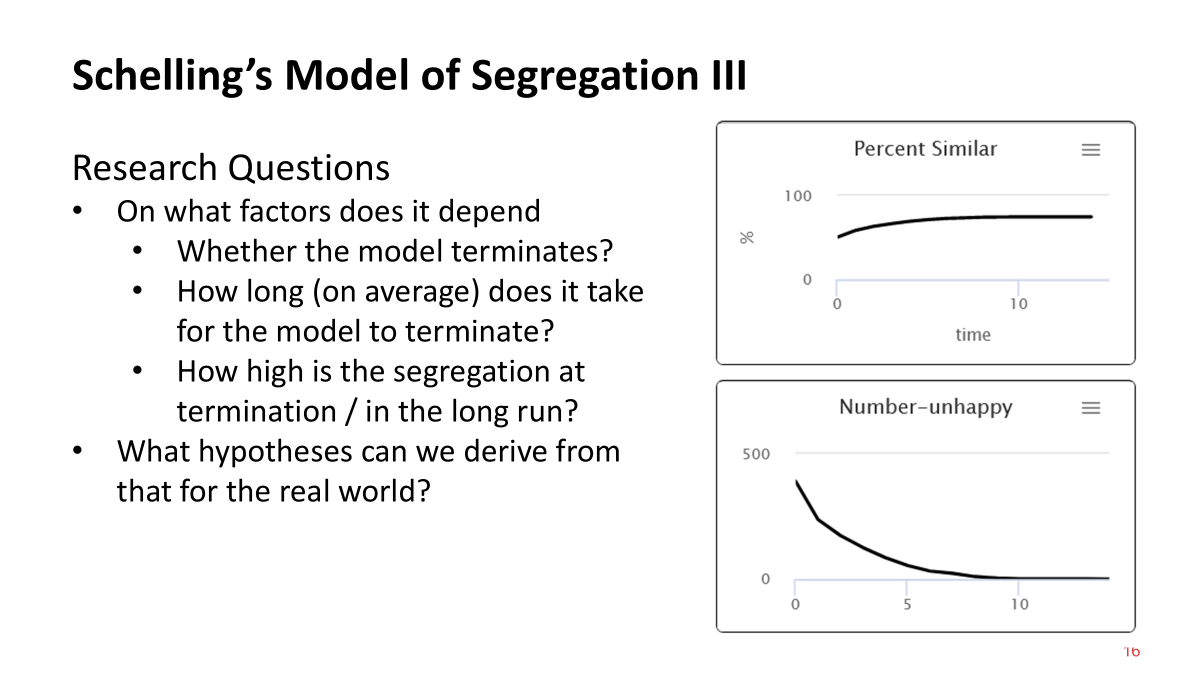 Schelling’s Model of Segregation III
Research Questions
• On what factors does it depend
• Whether the model terminates?
• How long (on average) does it take
for the model to terminate?
• How high is the segregation at
termination / in the long run?
• What hypotheses can we derive from
that for the real world?
Percent Similar
100
%
0
0 10
time
Number-unhappy
500
0
0 5 10
16